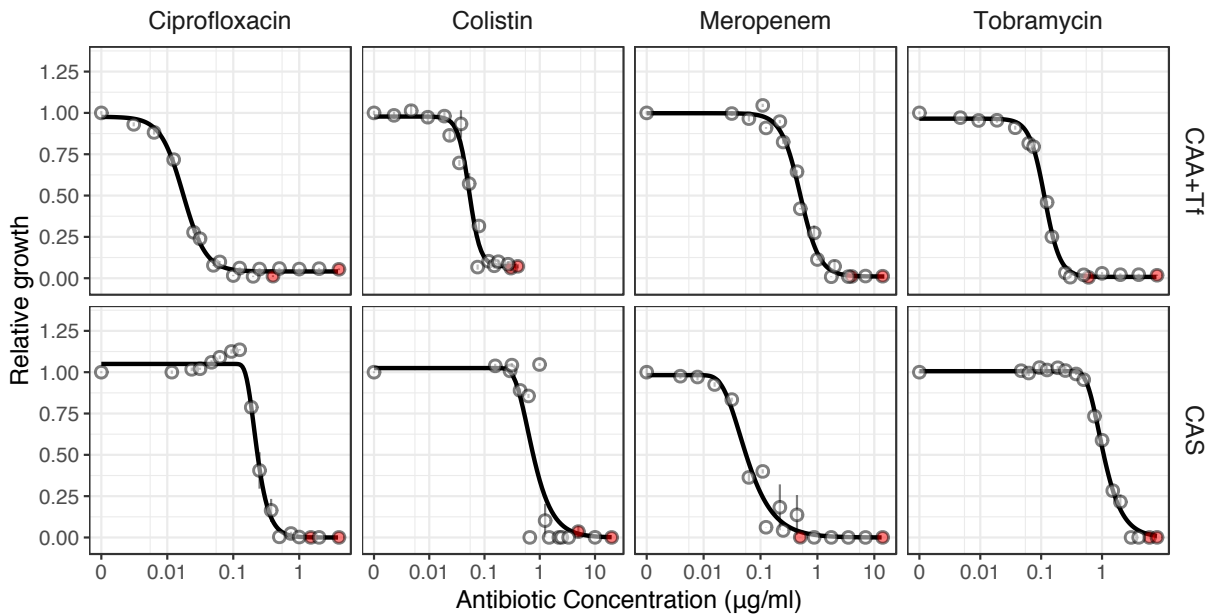 Ciprofloxacin Colistin Meropenem Tobramycin
1.25
1.00
0.75
0.50
0.25
0.00
CAA+Tf
1.25
1.00
0.75
0.50
0.25
0.00
CAS
Relative growth
0 0.01 0.1 1 0 0.01 0.1 1 10 0 0.01 0.1 1 10 0 0.01 0.1 1
Antibiotic Concentration (μg/ml)